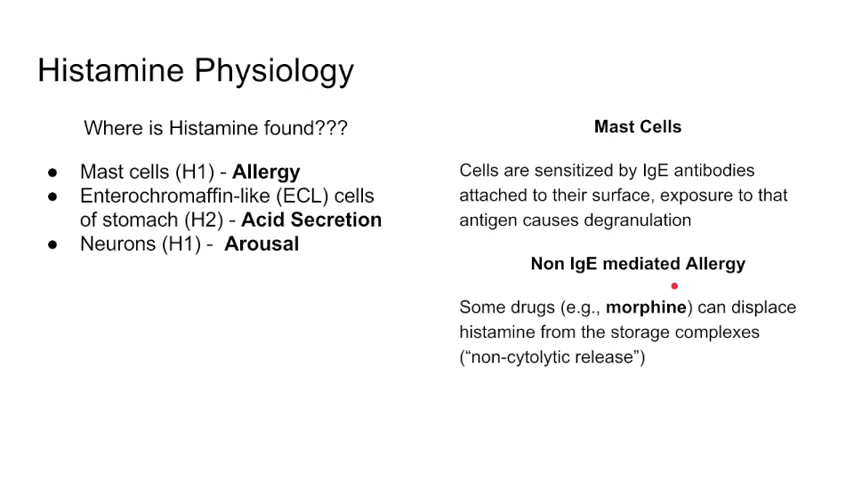 Histamine Physiology
Where is Histamine found???
● Mast cells (H1) - Allergy
● Enterochromaffin-like (ECL) cells
of stomach (H2) - Acid Secretion
● Neurons (H1) - Arousal
Mast Cells
Cells are sensitized by IgE antibodies
attached to their surface, exposure to that
antigen causes degranulation
Non IgE mediated Allergy
Some drugs (e.g., morphine) can displace
histamine from the storage complexes
(“non-cytolytic release”)